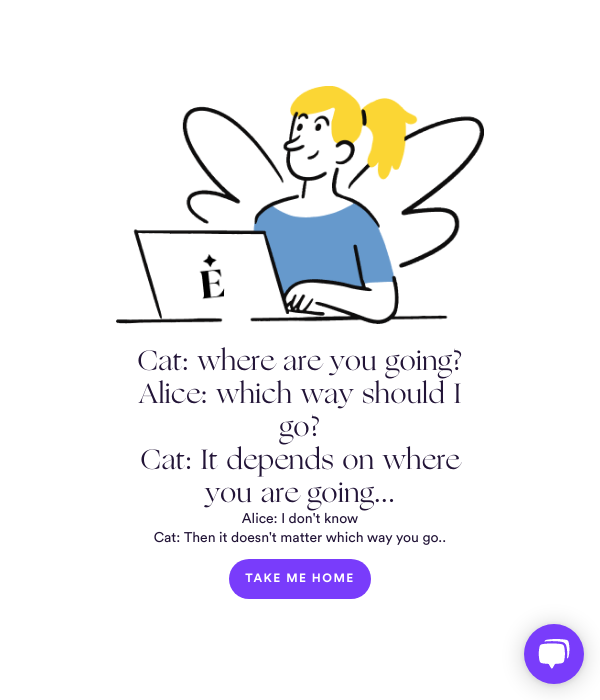 É
Cat: where are you going?
Alice: which way should I
go?
Cat: It depends on where
you are going...
Alice: I don't know
Cat: Then it doesn't matter which way you go..
TAKE ME HOME